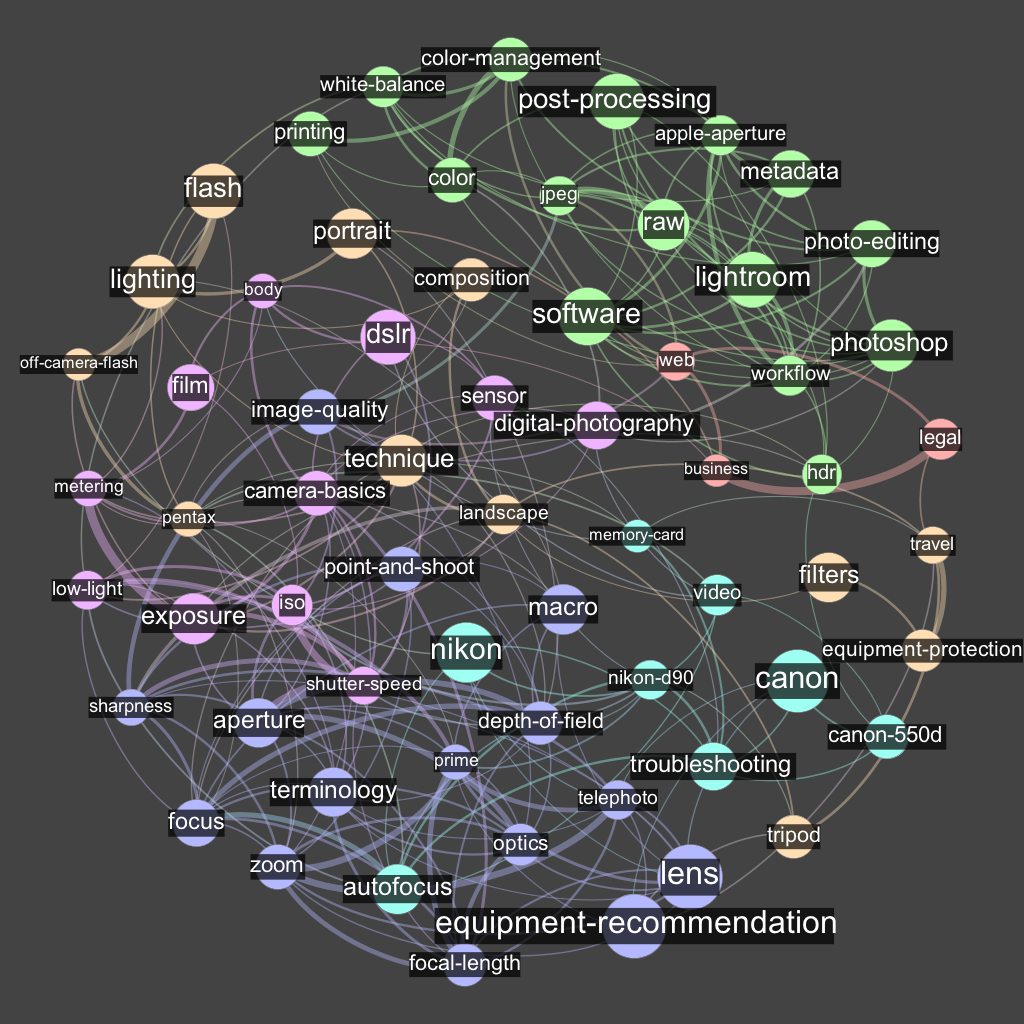 color-management
white-balance
post-processing
printing
apple-aperture
metadata
color
flash
jpeg
raw
portrait
photo-editing
lighting
composition
lightroom
body
software
dslr
photoshop
off-camera-flash
web
workflow
film
image-quality
sensor
digital-photography
legal
technique
business
hdr
metering
camera-basics
pentax
landscape
memory-card
travel
point-and-shoot
filters
low-light
video
exposure
iso
macro
nikon
equipment-protection
shutter-speed
nikon-d90
canon
sharpness
aperture
depth-of-field
canon-550d
prime
troubleshooting
terminology
telephoto
focus
optics
tripod
zoom
autofocus
lens
equipment-recommendation
focal-length